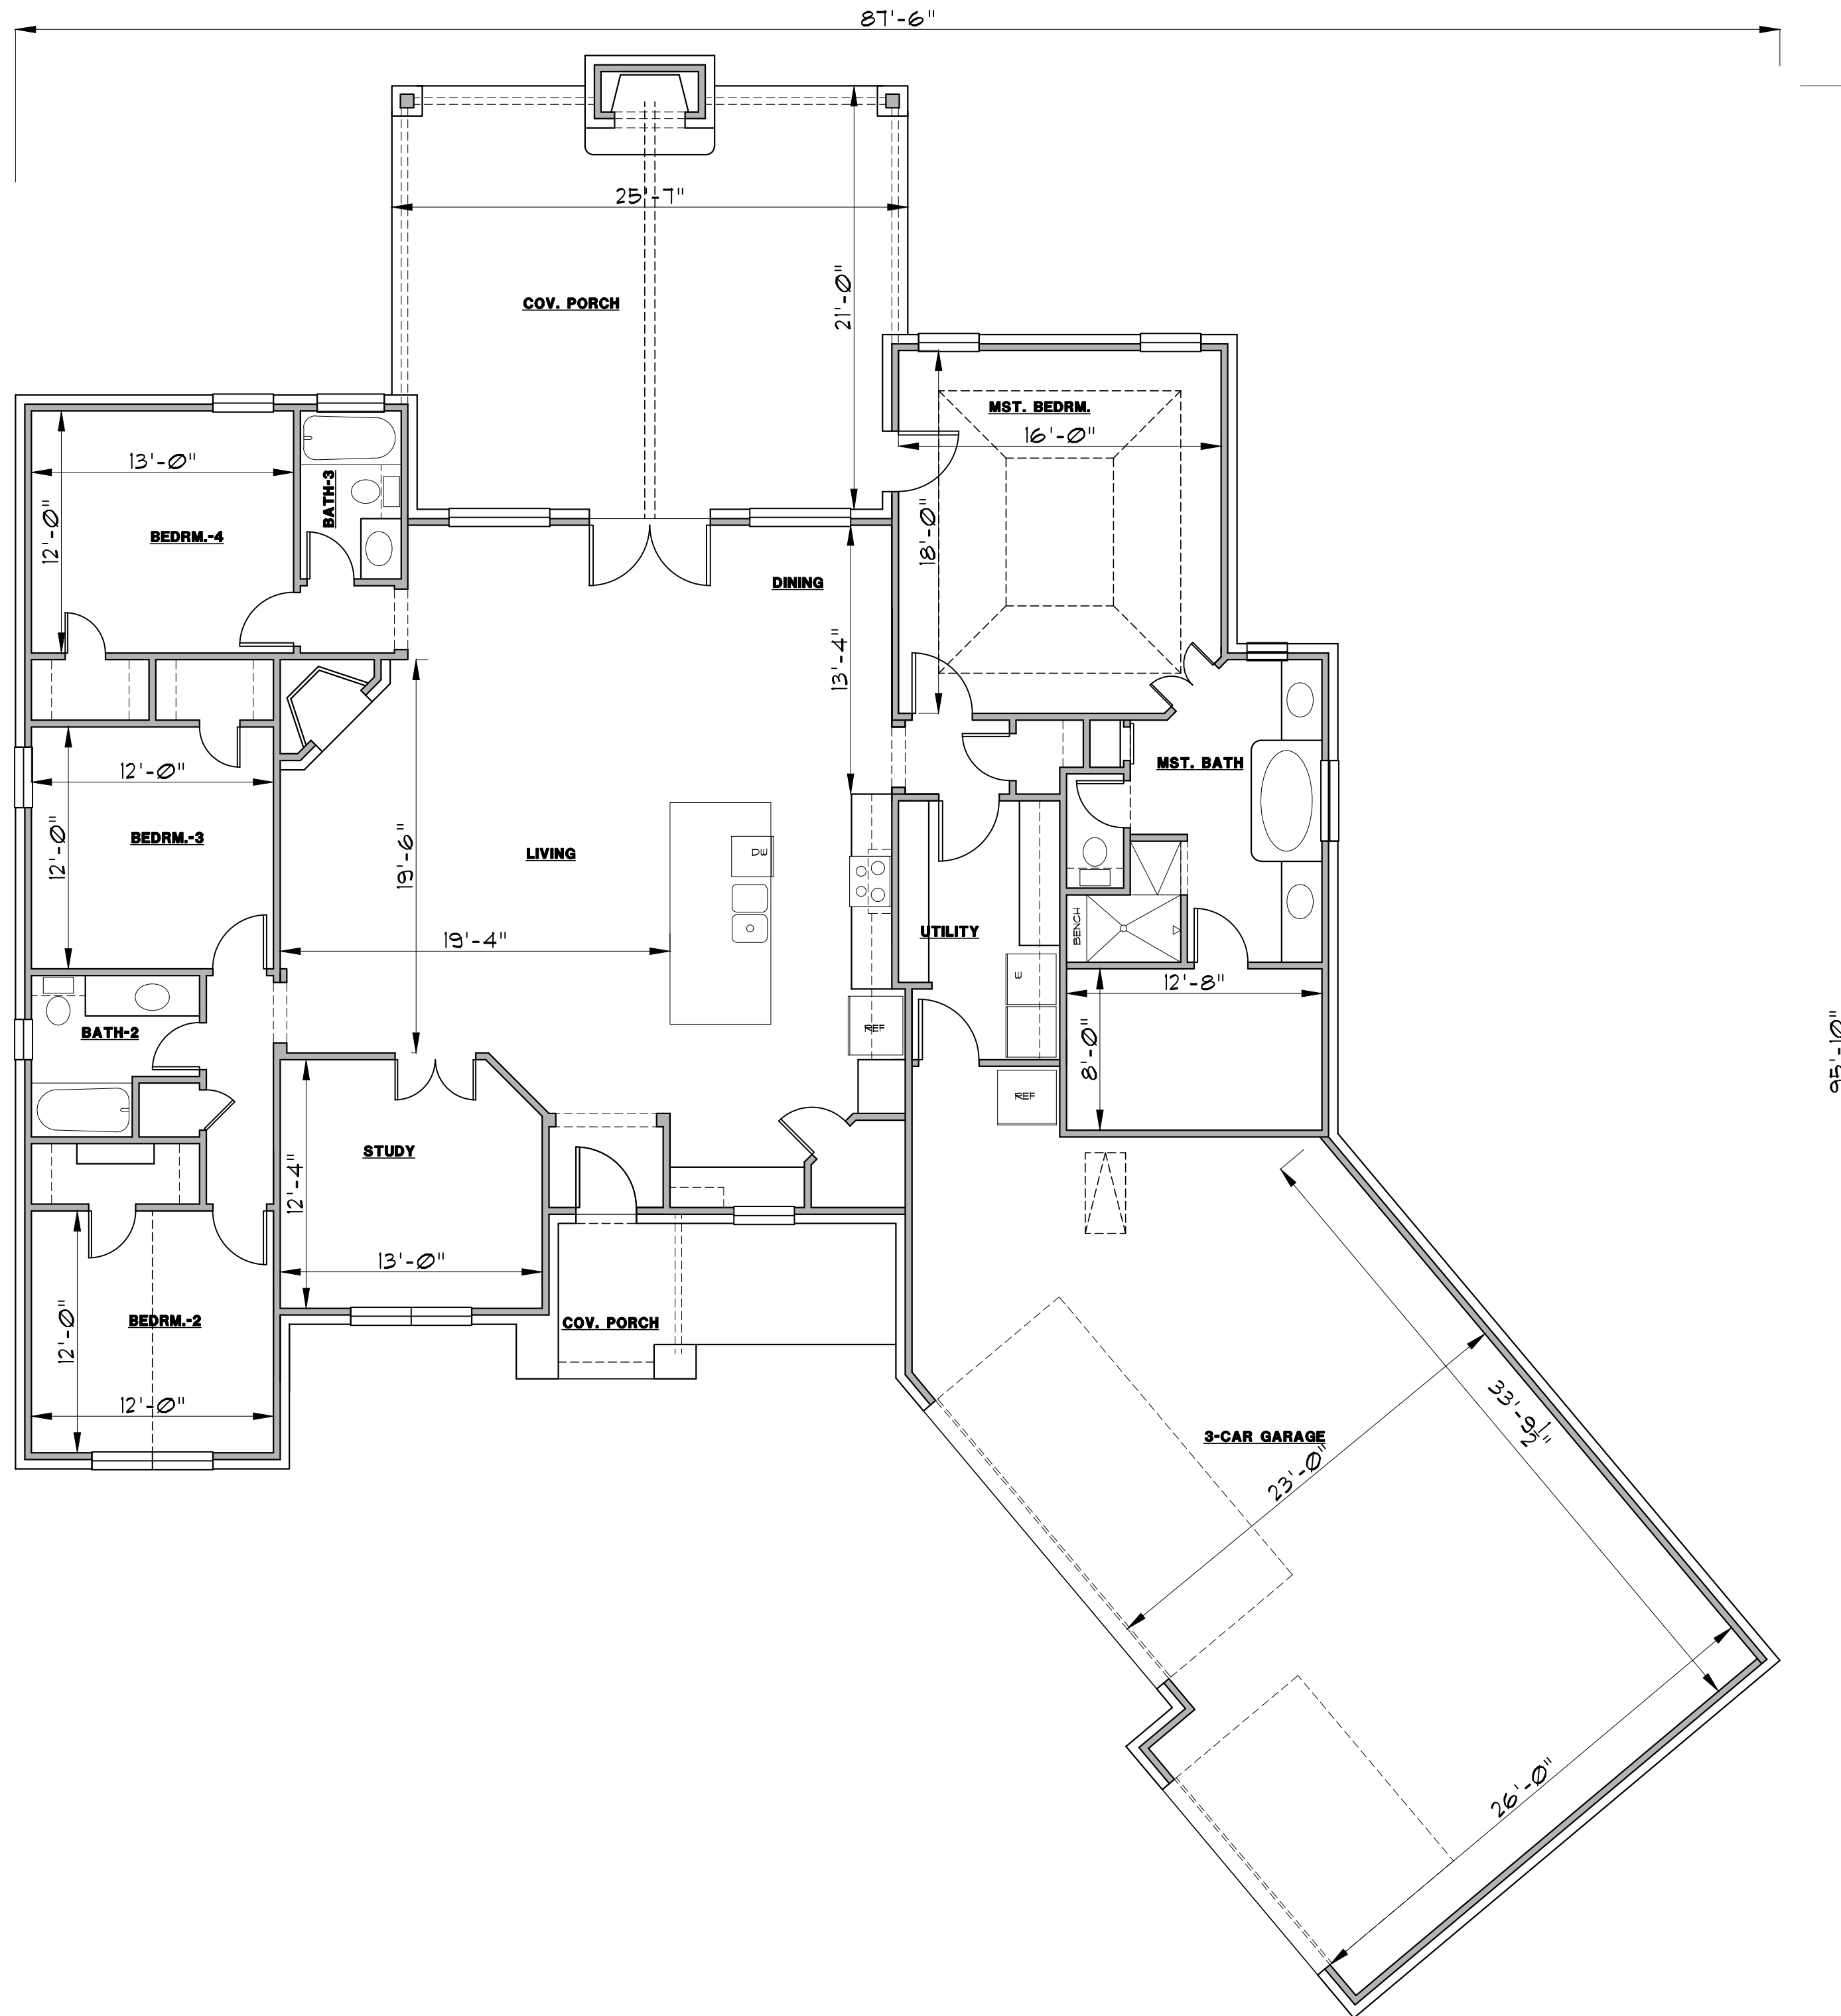 87'-6"
25'-7"
COV. PORCH
21'-0"
MST. BEDRM.
16'-0"
18'-0"
13'-0"
12'-0"
BATH-3
BEDRM.-4
DINING
13'-4"
12'-0"
12'-0"
BEDRM.-3
19'-6"
LIVING
DW
MST. BATH
19'-4"
UTILITY
BENCH
W
12'-8"
8'-0"
BATH-2
REF
REF
95'-10"
STUDY
12'-4"
13'-0"
COV. PORCH
BEDRM.-2
12'-0"
12'-0"
3-CAR GARAGE
23'-0"
33'-9 1/2"
26'-0"